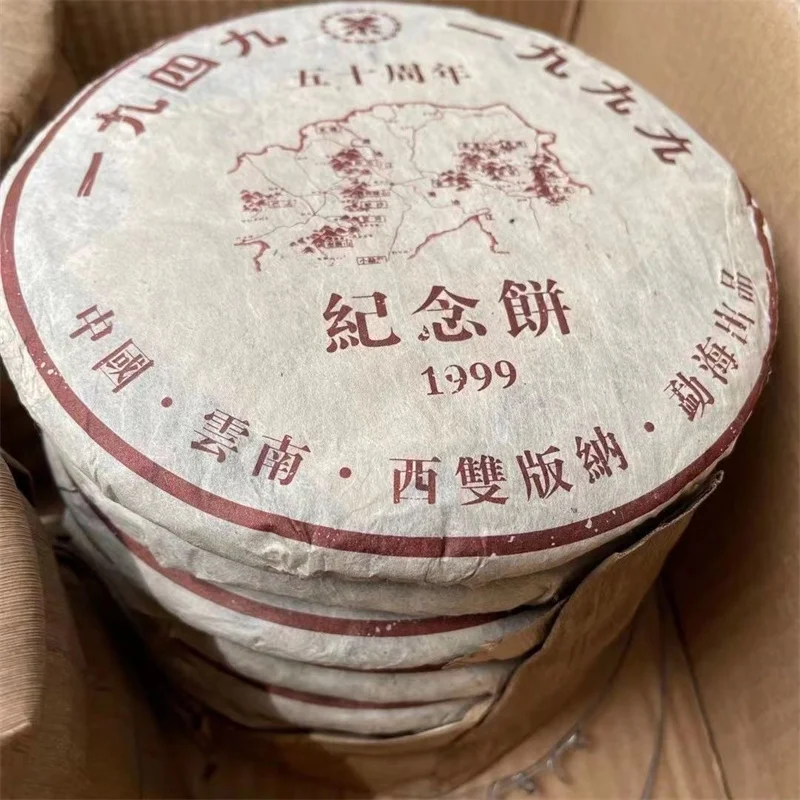 一九四九
茶
一九九九
五十周年
紀念餅
1999
中國·雲南·西雙版納·勐海出品